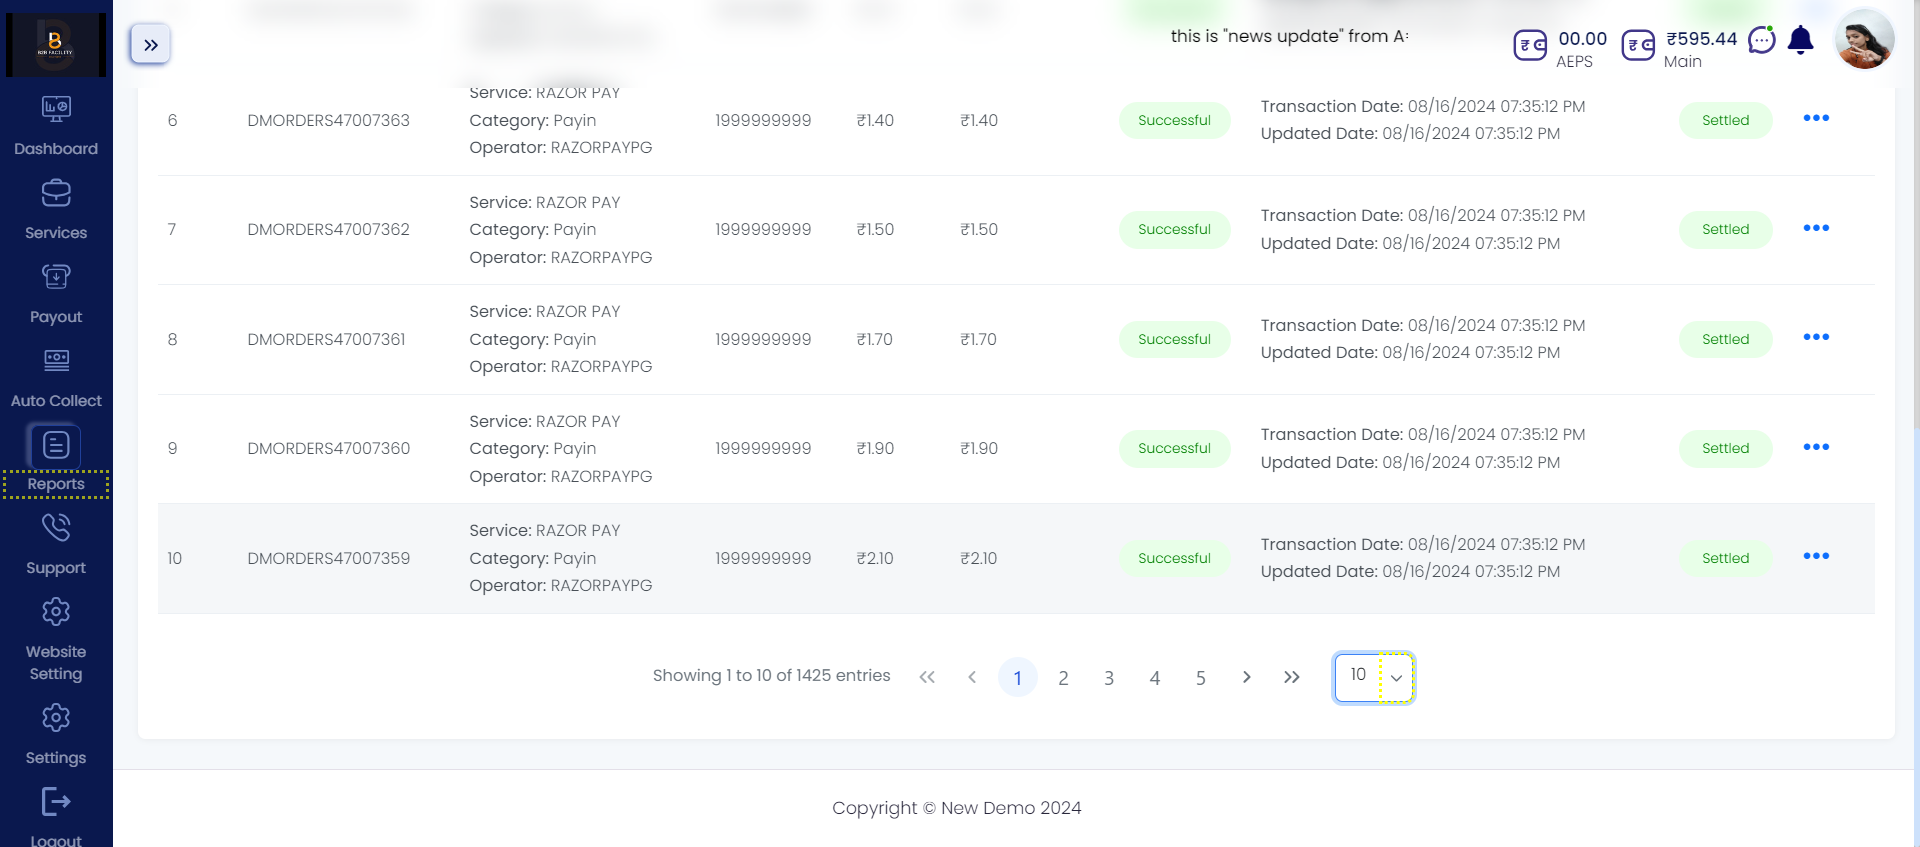 B2B FACILITY
this is "news update" from A:
00.00
AEPS
₹595.44
Main
Dashboard
Services
Payout
Auto Collect
Reports
Support
Website
Setting
Settings
Logout
6 DMORDERS47007363 Service: RAZOR PAY
Category: Payin
Operator: RAZORPAYPG 1999999999 ₹1.40 ₹1.40 Successful Transaction Date: 08/16/2024 07:35:12 PM
Updated Date: 08/16/2024 07:35:12 PM Settled
7 DMORDERS47007362 Service: RAZOR PAY
Category: Payin
Operator: RAZORPAYPG 1999999999 ₹1.50 ₹1.50 Successful Transaction Date: 08/16/2024 07:35:12 PM
Updated Date: 08/16/2024 07:35:12 PM Settled
8 DMORDERS47007361 Service: RAZOR PAY
Category: Payin
Operator: RAZORPAYPG 1999999999 ₹1.70 ₹1.70 Successful Transaction Date: 08/16/2024 07:35:12 PM
Updated Date: 08/16/2024 07:35:12 PM Settled
9 DMORDERS47007360 Service: RAZOR PAY
Category: Payin
Operator: RAZORPAYPG 1999999999 ₹1.90 ₹1.90 Successful Transaction Date: 08/16/2024 07:35:12 PM
Updated Date: 08/16/2024 07:35:12 PM Settled
10 DMORDERS47007359 Service: RAZOR PAY
Category: Payin
Operator: RAZORPAYPG 1999999999 ₹2.10 ₹2.10 Successful Transaction Date: 08/16/2024 07:35:12 PM
Updated Date: 08/16/2024 07:35:12 PM Settled
Showing 1 to 10 of 1425 entries 1 2 3 4 5 10
Copyright © New Demo 2024